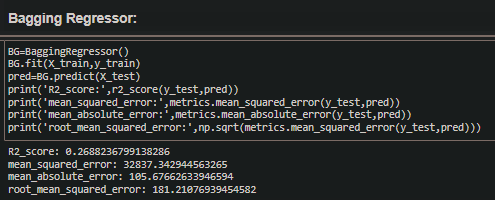 Bagging Regressor:
BG=BaggingRegressor()
BG.fit(X_train,y_train)
pred=BG.predict(X_test)
print('R2_score:',r2_score(y_test,pred))
print('mean_squared_error:',metrics.mean_squared_error(y_test,pred))
print('mean_absolute_error:',metrics.mean_absolute_error(y_test,pred))
print('root_mean_squared_error:',np.sqrt(metrics.mean_squared_error(y_test,pred)))
R2_score: 0.2688236799138286
mean_squared_error: 32837.342944563265
mean_absolute_error: 105.67662633946594
root_mean_squared_error: 181.21076939454582